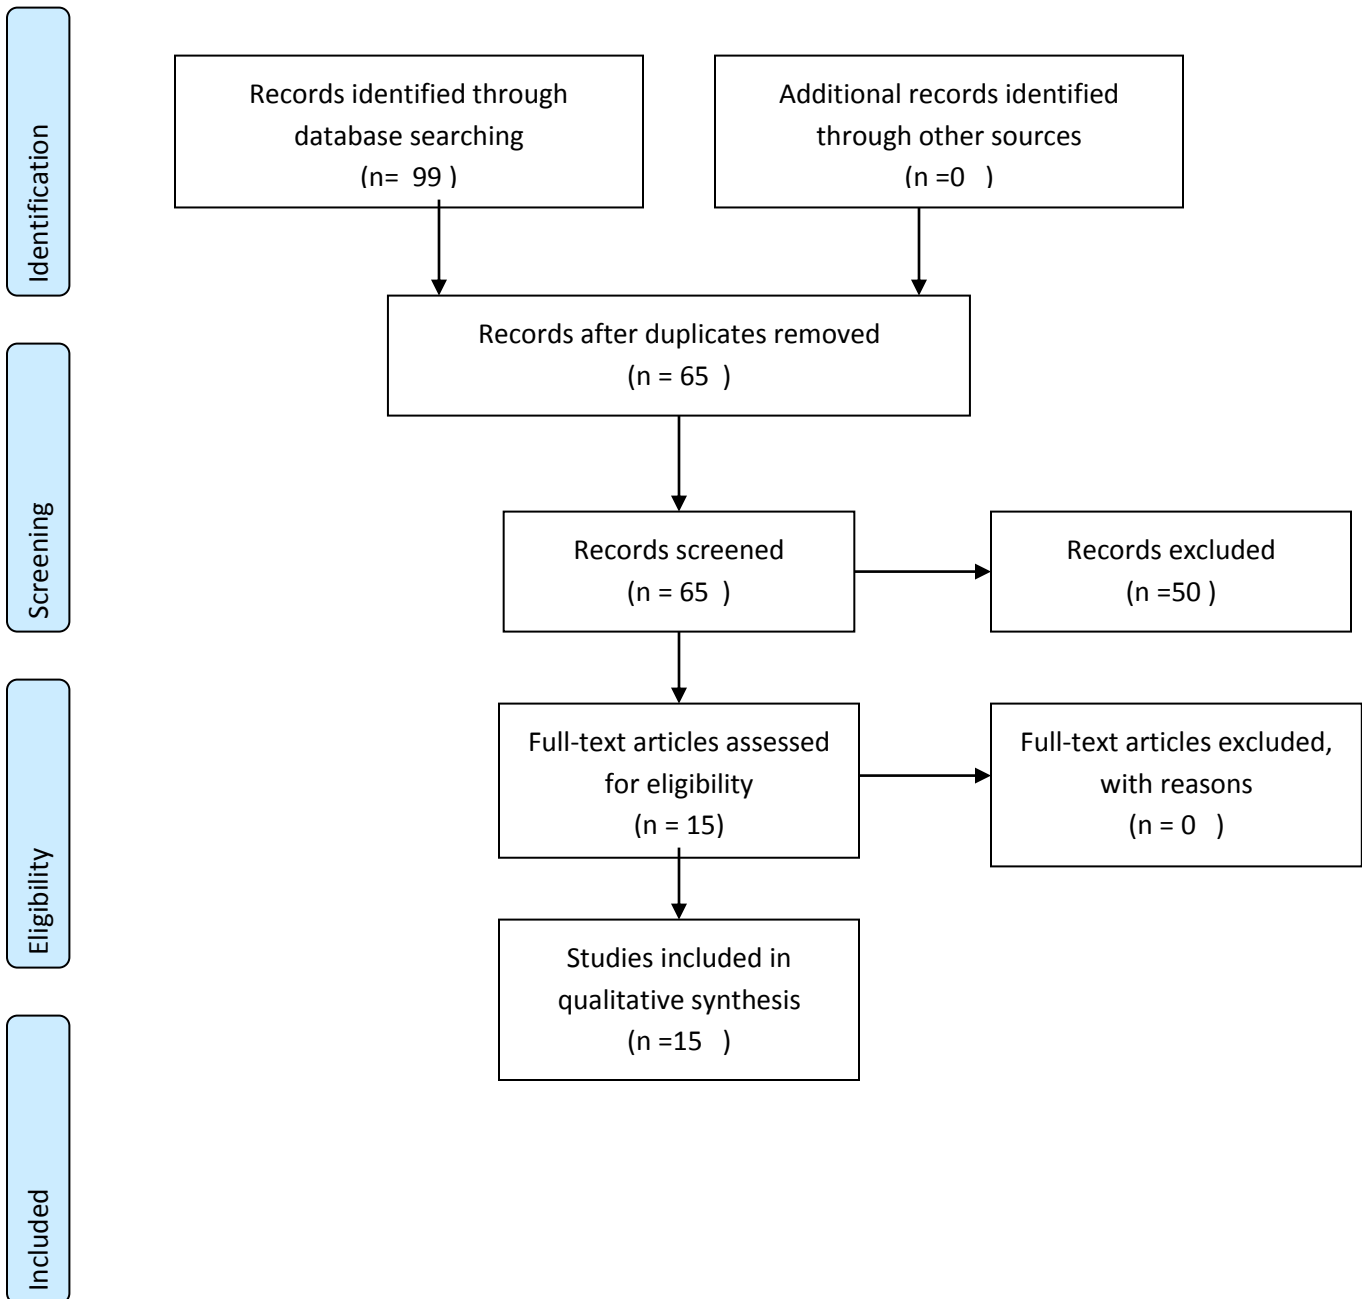 Identification
Records identified through
database searching
(n=  99 )
Additional records identified
through other sources
(n =0   )
Records after duplicates removed
(n = 65  )
Screening
Records screened
(n = 65  )
Records excluded
(n =50 )
Eligibility
Full-text articles assessed
for eligibility
(n = 15)
Full-text articles excluded,
with reasons
(n = 0   )
Studies included in
qualitative synthesis
(n =15   )
Included